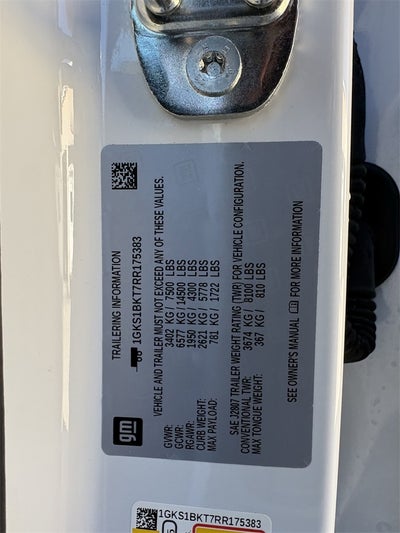 TRAILERING INFORMATION
1GKS1BKT7RR175383
gm
VEHICLE AND TRAILER MUST NOT EXCEED ANY OF THESE VALUES.
GVWR: 3402 KG / 7500 LBS
GCWR: 6577 KG / 14500 LBS
RGAWR: 1950 KG / 4300 LBS
CURB WEIGHT: 2621 KG / 5778 LBS
MAX PAYLOAD: 781 KG / 1722 LBS
SAE J2807 TRAILER WEIGHT RATING (TWR) FOR VEHICLE CONFIGURATION.
CONVENTIONAL TWR: 3674 KG / 8100 LBS
MAX TONGUE WEIGHT: 367 KG / 810 LBS
SEE OWNER'S MANUAL FOR MORE INFORMATION
1GKS1BKT7RR175383